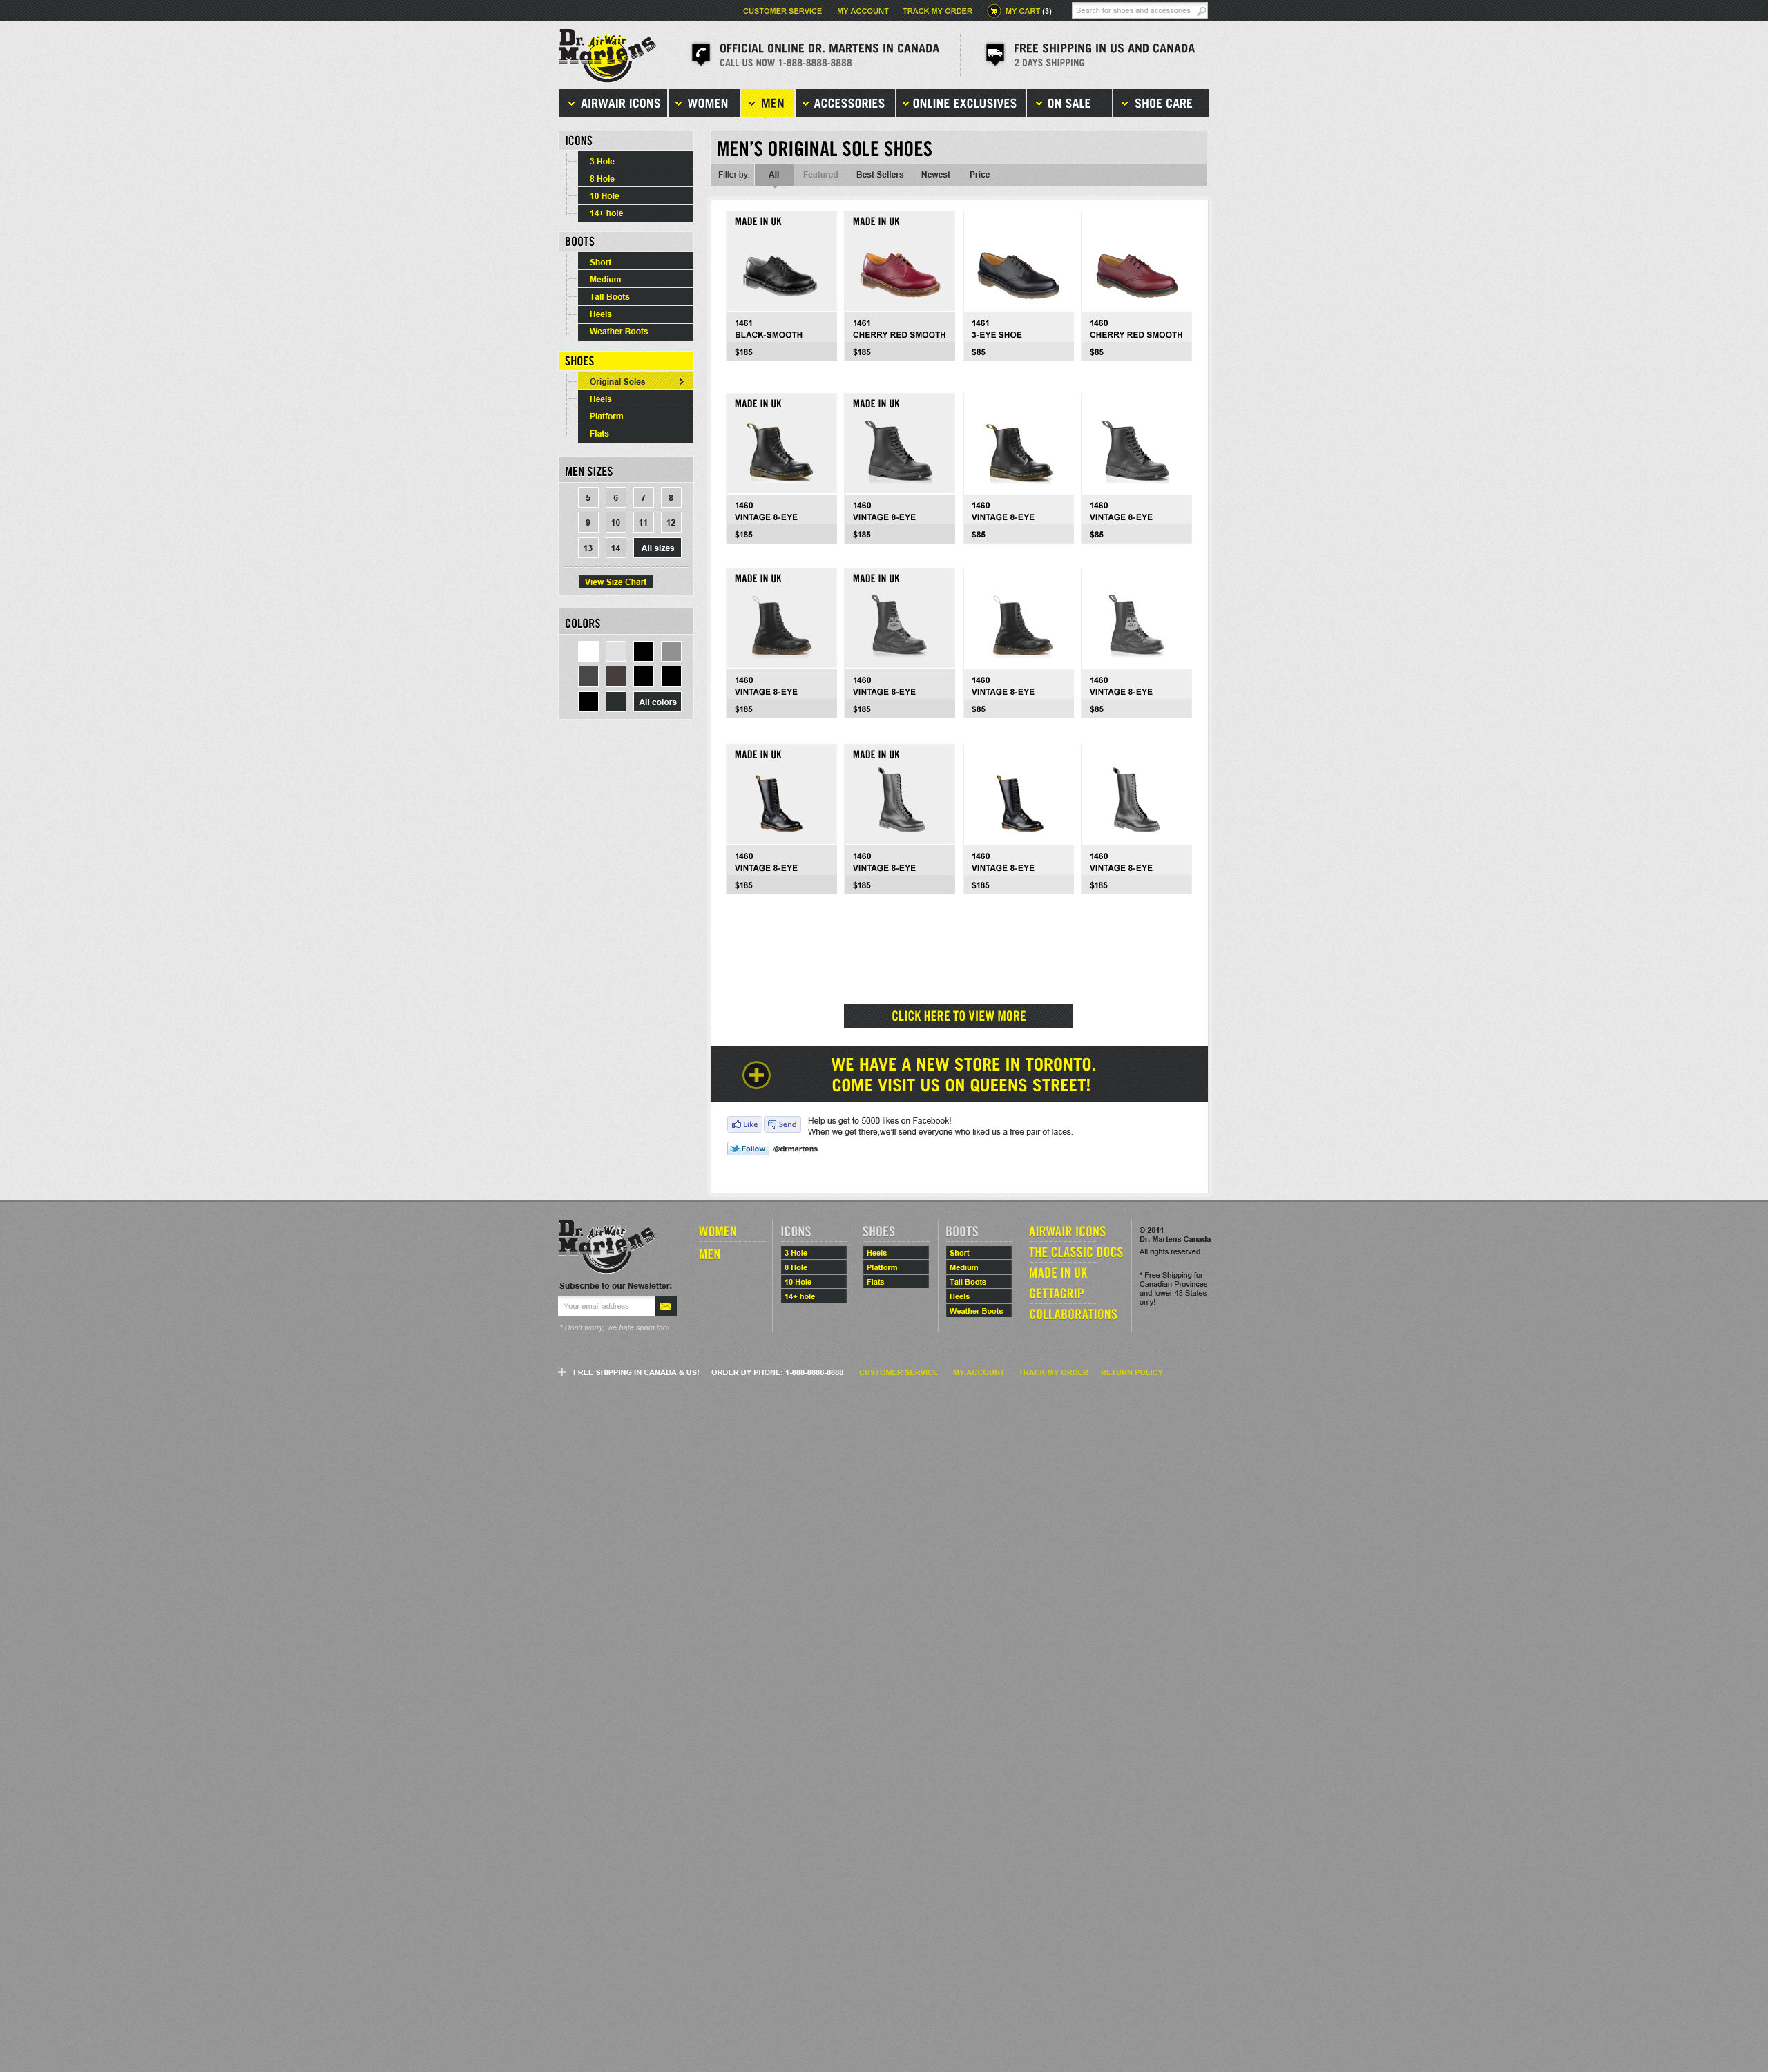 CUSTOMER SERVICE MY ACCOUNT TRACK MY ORDER MY CART (3) Search for shoes and accessories
Dr. AirWair Martens
OFFICIAL ONLINE DR. MARTENS IN CANADA
CALL US NOW 1-888-8888-8888
FREE SHIPPING IN US AND CANADA
2 DAYS SHIPPING
AIRWAIR ICONS WOMEN MEN ACCESSORIES ONLINE EXCLUSIVES ON SALE SHOE CARE
ICONS
3 Hole
8 Hole
10 Hole
14+ hole
BOOTS
Short
Medium
Tall Boots
Heels
Weather Boots
SHOES
Original Soles
Heels
Platform
Flats
MEN SIZES
5 6 7 8
9 10 11 12
13 14 All sizes
View Size Chart
COLORS
All colors
MEN'S ORIGINAL SOLE SHOES
Filter by: All Featured Best Sellers Newest Price
MADE IN UK MADE IN UK
1461 1461 1461 1460
BLACK-SMOOTH CHERRY RED SMOOTH 3-EYE SHOE CHERRY RED SMOOTH
$185 $185 $85 $85
MADE IN UK MADE IN UK
1460 1460 1460 1460
VINTAGE 8-EYE VINTAGE 8-EYE VINTAGE 8-EYE VINTAGE 8-EYE
$185 $185 $85 $85
MADE IN UK MADE IN UK
1460 1460 1460 1460
VINTAGE 8-EYE VINTAGE 8-EYE VINTAGE 8-EYE VINTAGE 8-EYE
$185 $185 $85 $85
MADE IN UK MADE IN UK
1460 1460 1460 1460
VINTAGE 8-EYE VINTAGE 8-EYE VINTAGE 8-EYE VINTAGE 8-EYE
$185 $185 $185 $185
CLICK HERE TO VIEW MORE
WE HAVE A NEW STORE IN TORONTO.
COME VISIT US ON QUEENS STREET!
Like Send
Help us get to 5000 likes on Facebook!
When we get there,we'll send everyone who liked us a free pair of laces.
Follow @drmartens
Dr. AirWair Martens
Subscribe to our Newsletter:
Your email address
* Don't worry, we hate spam too!
WOMEN
MEN
ICONS
3 Hole
8 Hole
10 Hole
14+ hole
SHOES
Heels
Platform
Flats
BOOTS
Short
Medium
Tall Boots
Heels
Weather Boots
AIRWAIR ICONS
THE CLASSIC DOCS
MADE IN UK
GETTAGRIP
COLLABORATIONS
© 2011
Dr. Martens Canada
All rights reserved.
* Free Shipping for
Canadian Provinces
and lower 48 States
only!
FREE SHIPPING IN CANADA & US! ORDER BY PHONE: 1-888-8888-8888 CUSTOMER SERVICE MY ACCOUNT TRACK MY ORDER RETURN POLICY